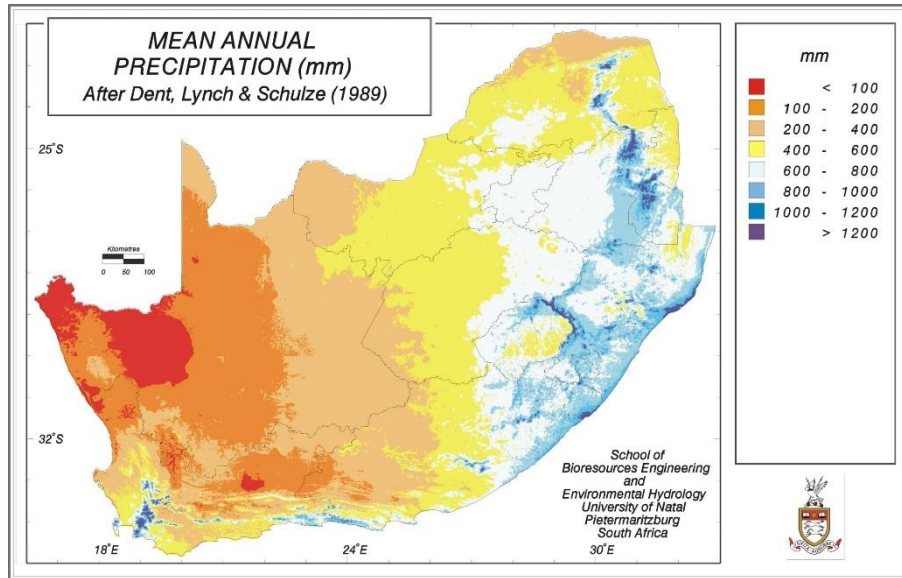 MEAN ANNUAL
PRECIPITATION (mm)
After Dent, Lynch & Schulze (1989)
mm
< 100
100 - 200
200 - 400
400 - 600
600 - 800
800 - 1000
1000 - 1200
> 1200
25°S
Kilometres
0 50 100
32°S
School of
Bioresources Engineering
and
Environmental Hydrology
University of Natal
Pietermaritzburg
South Africa
18°E
24°E
30°E